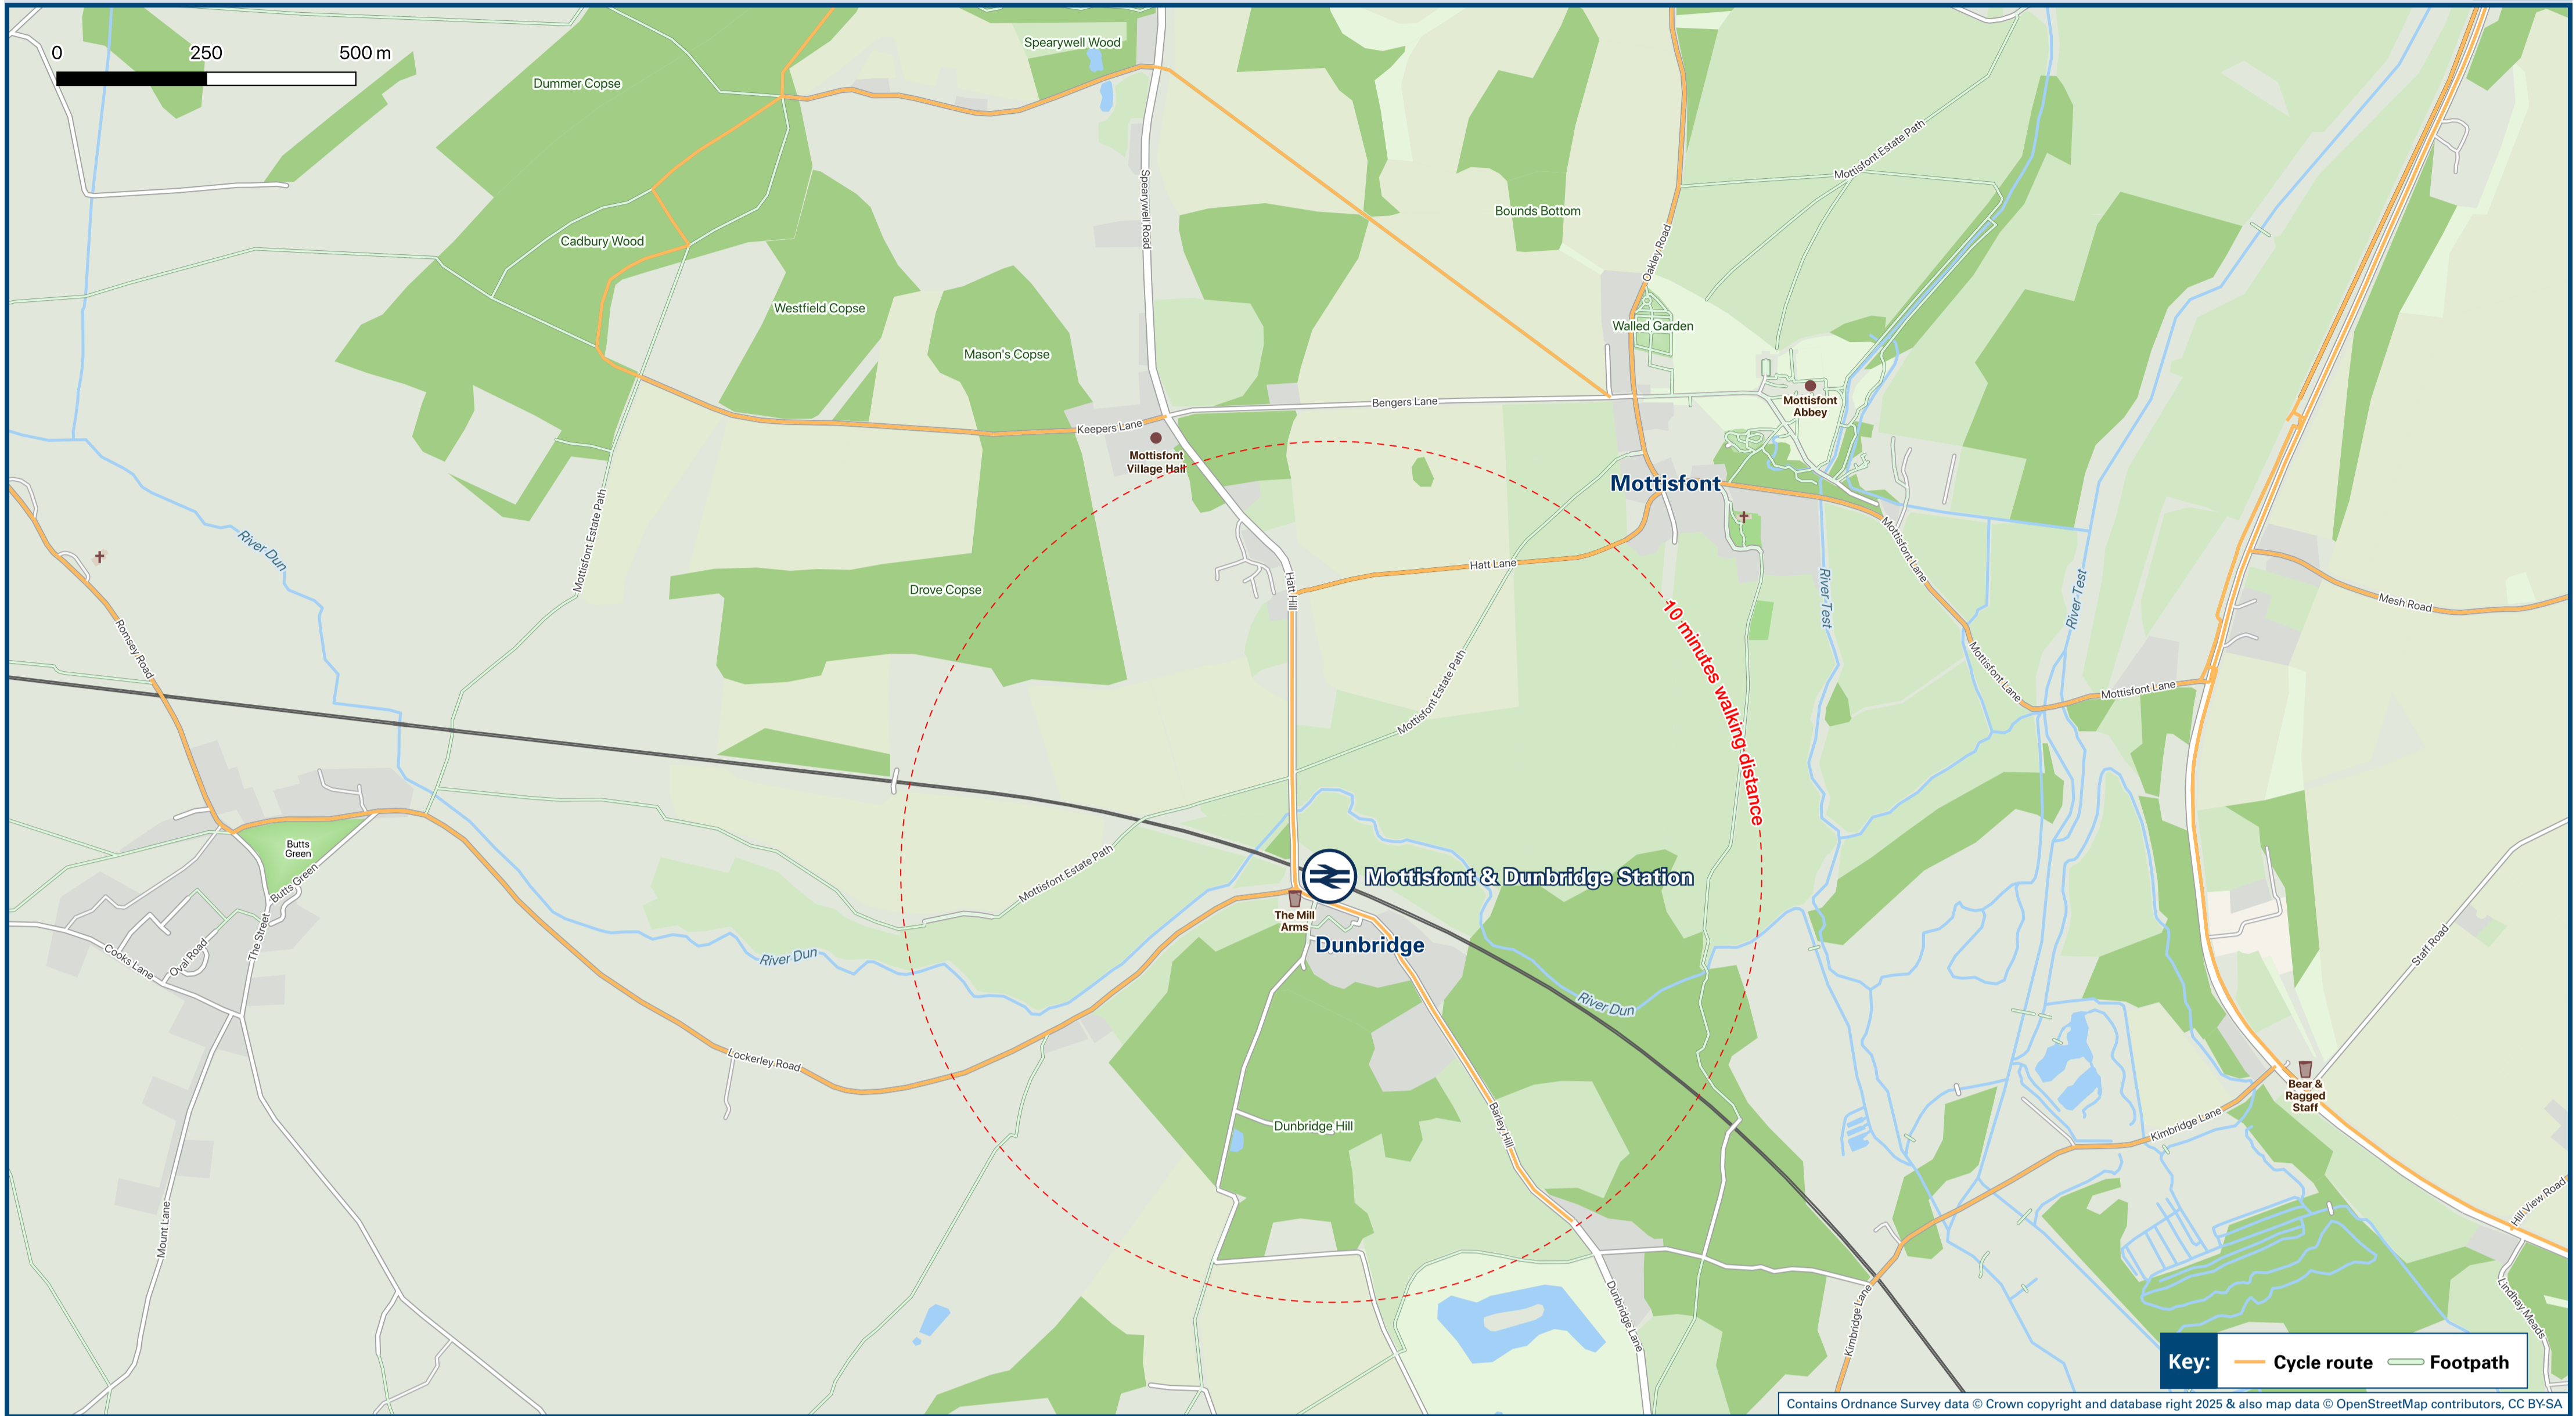 0 250 500 m
Spearywell Wood
Dummer Copse
Mottisfont Estate Path
Spearywell Road
Bounds Bottom
Oakley Road
Cadbury Wood
Westfield Copse
Walled Garden
Mason's Copse
Mottisfont
Abbey
Bengers Lane
Keepers Lane
Mottisfont
Village Hall
Mottisfont
Mottisfont Estate Path
River Dun
Mottisfont Lane
Hatt Lane
Hatt Hill
Drove Copse
River Test
River Test
Mesh Road
10 minutes walking distance
Romsey Road
Mottisfont Lane
Mottisfont Lane
Mottisfont Estate Path
Butts
Green
Butts Green
Mottisfont Estate Path
Mottisfont & Dunbridge Station
The Mill
Arms
Dunbridge
The Street
Oval Road
Cooks Lane
River Dun
River Dun
Staff Road
Lockerley Road
Bear &
Ragged
Staff
Dunbridge Hill
Barley Hill
Kimbridge Lane
Mount Lane
Hill View Road
Dunbridge Lane
Kimbridge Lane
Lindhay Meads
Key: Cycle route Footpath
Contains Ordnance Survey data © Crown copyright and database right 2025 & also map data © OpenStreetMap contributors, CC BY-SA